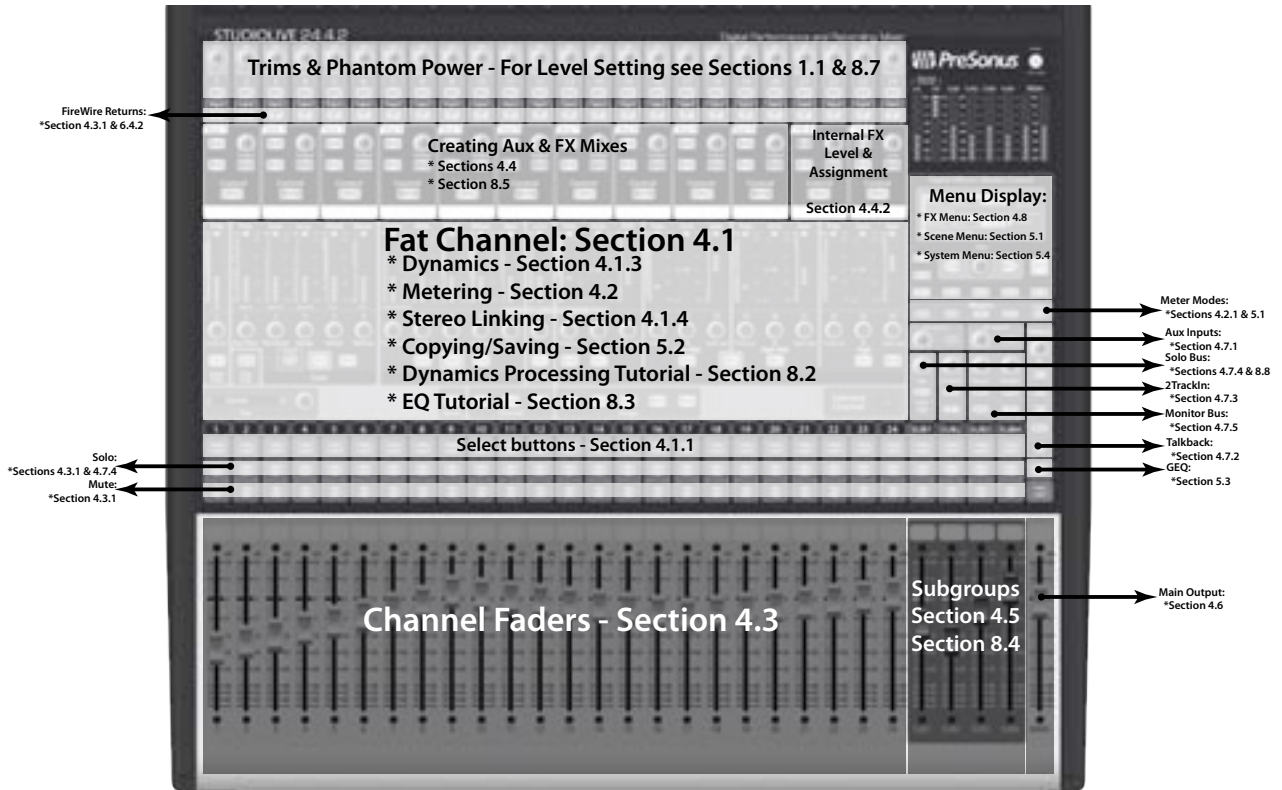 STUDIOLIVE 24.4.2
Digital Performance and Recording Mixer
PreSonus
Trims & Phantom Power - For Level Setting see Sections 1.1 & 8.7
FireWire Returns:
*Section 4.3.1 & 6.4.2
Creating Aux & FX Mixes
* Sections 4.4
* Section 8.5
Internal FX
Level &
Assignment
Section 4.4.2
Menu Display:
* FX Menu: Section 4.8
* Scene Menu: Section 5.1
* System Menu: Section 5.4
Fat Channel: Section 4.1
* Dynamics - Section 4.1.3
* Metering - Section 4.2
* Stereo Linking - Section 4.1.4
* Copying/Saving - Section 5.2
* Dynamics Processing Tutorial - Section 8.2
* EQ Tutorial - Section 8.3
Meter Modes:
*Sections 4.2.1 & 5.1
Aux Inputs:
*Section 4.7.1
Solo Bus:
*Sections 4.7.4 & 8.8
2TrackIn:
*Section 4.7.3
Monitor Bus:
*Section 4.7.5
Talkback:
*Section 4.7.2
GEQ:
*Section 5.3
1 2 3 4 5 6 7 8 9 10 11 12 13 14 15 16 17 18 19 20 21 22 23 24
Select buttons - Section 4.1.1
Solo:
*Sections 4.3.1 & 4.7.4
Mute:
*Section 4.3.1
Channel Faders - Section 4.3
Subgroups
Section 4.5
Section 8.4
Main Output:
*Section 4.6